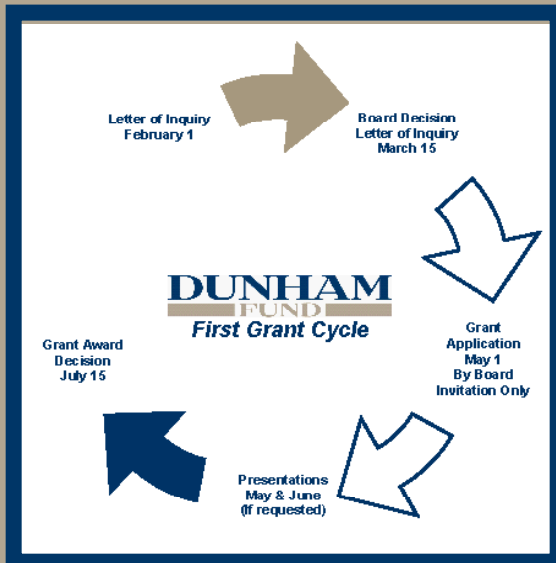 Letter of Inquiry
February 1
Board Decision
Letter of Inquiry
March 15
DUNHAM
FUND
First Grant Cycle
Grant
Application
May 1
By Board
Invitation Only
Grant Award
Decision
July 15
Presentations
May & June
(If requested)